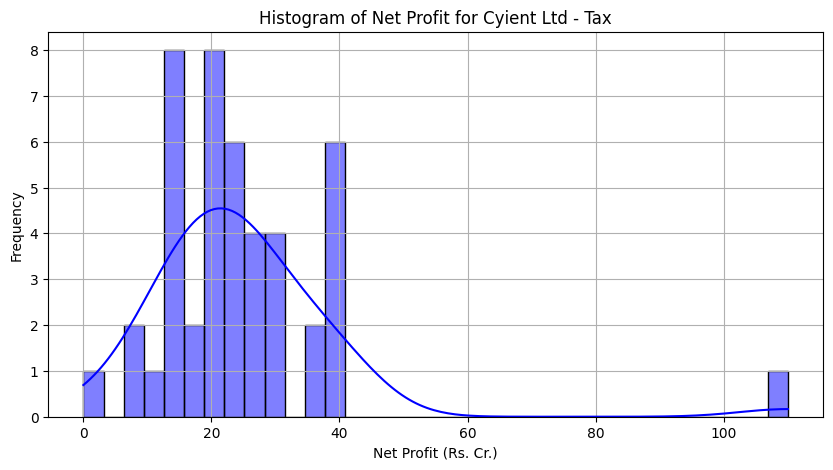 Histogram of Net Profit for Cyient Ltd - Tax
8
7
6
5
4
3
2
1
0
Frequency
0 20 40 60 80 100
Net Profit (Rs. Cr.)